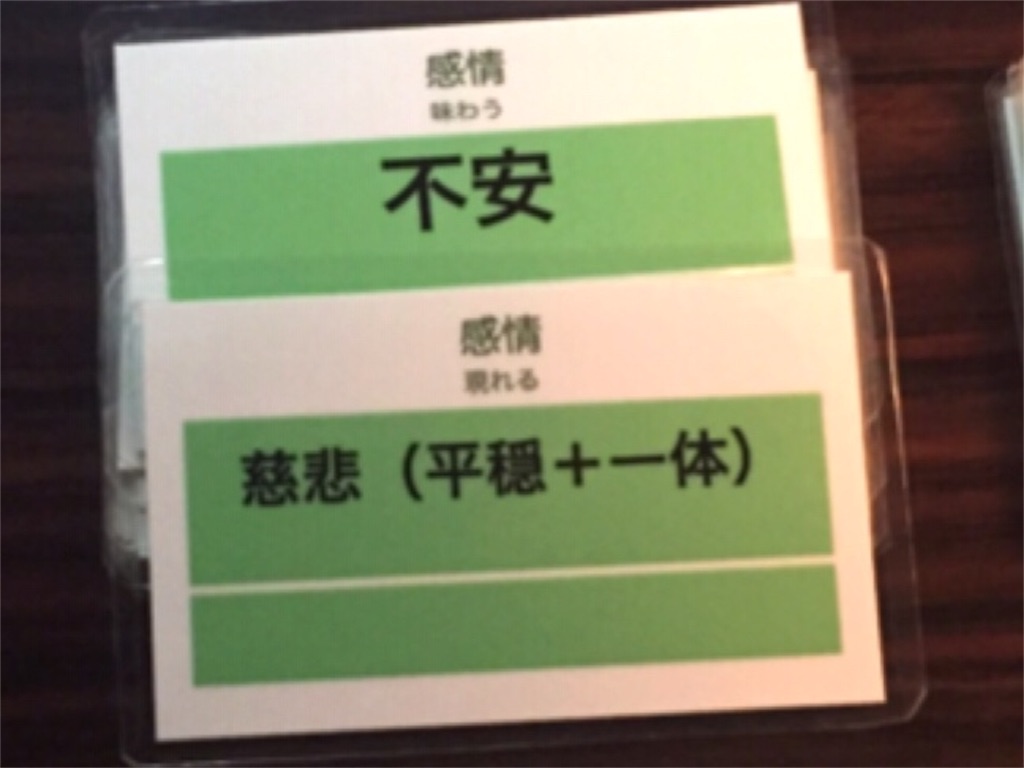 感情
味わう
不安
感情
現れる
慈悲（平穏＋一体）